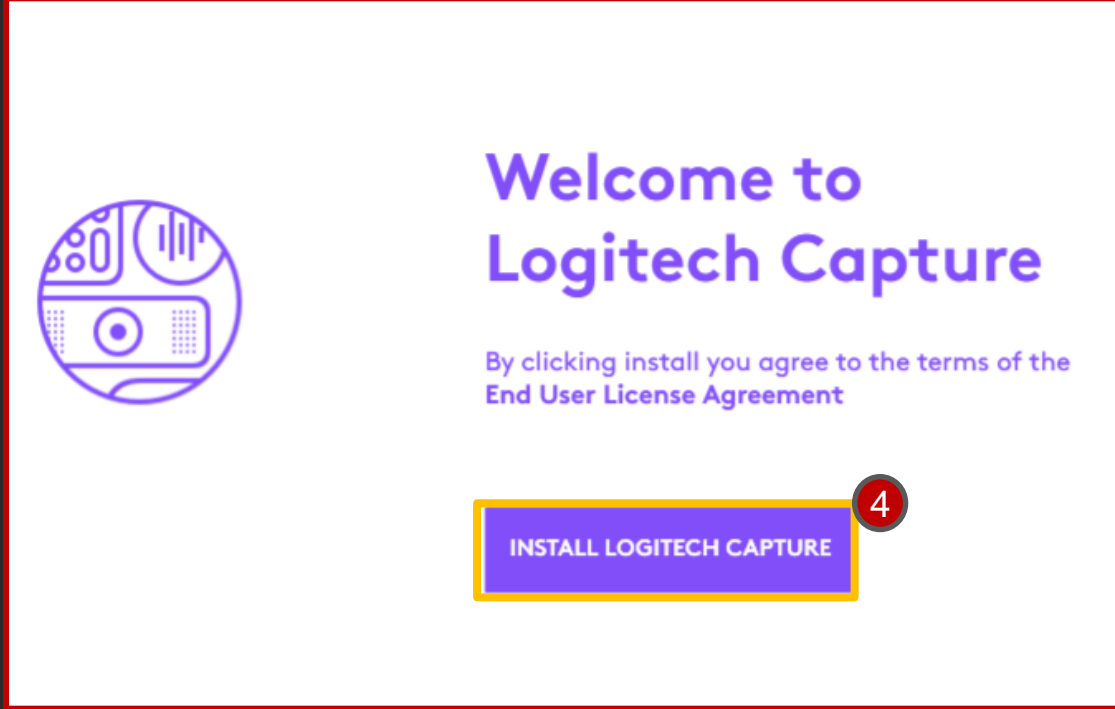 Welcome to
Logitech Capture
By clicking install you agree to the terms of the
End User License Agreement
4
INSTALL LOGITECH CAPTURE